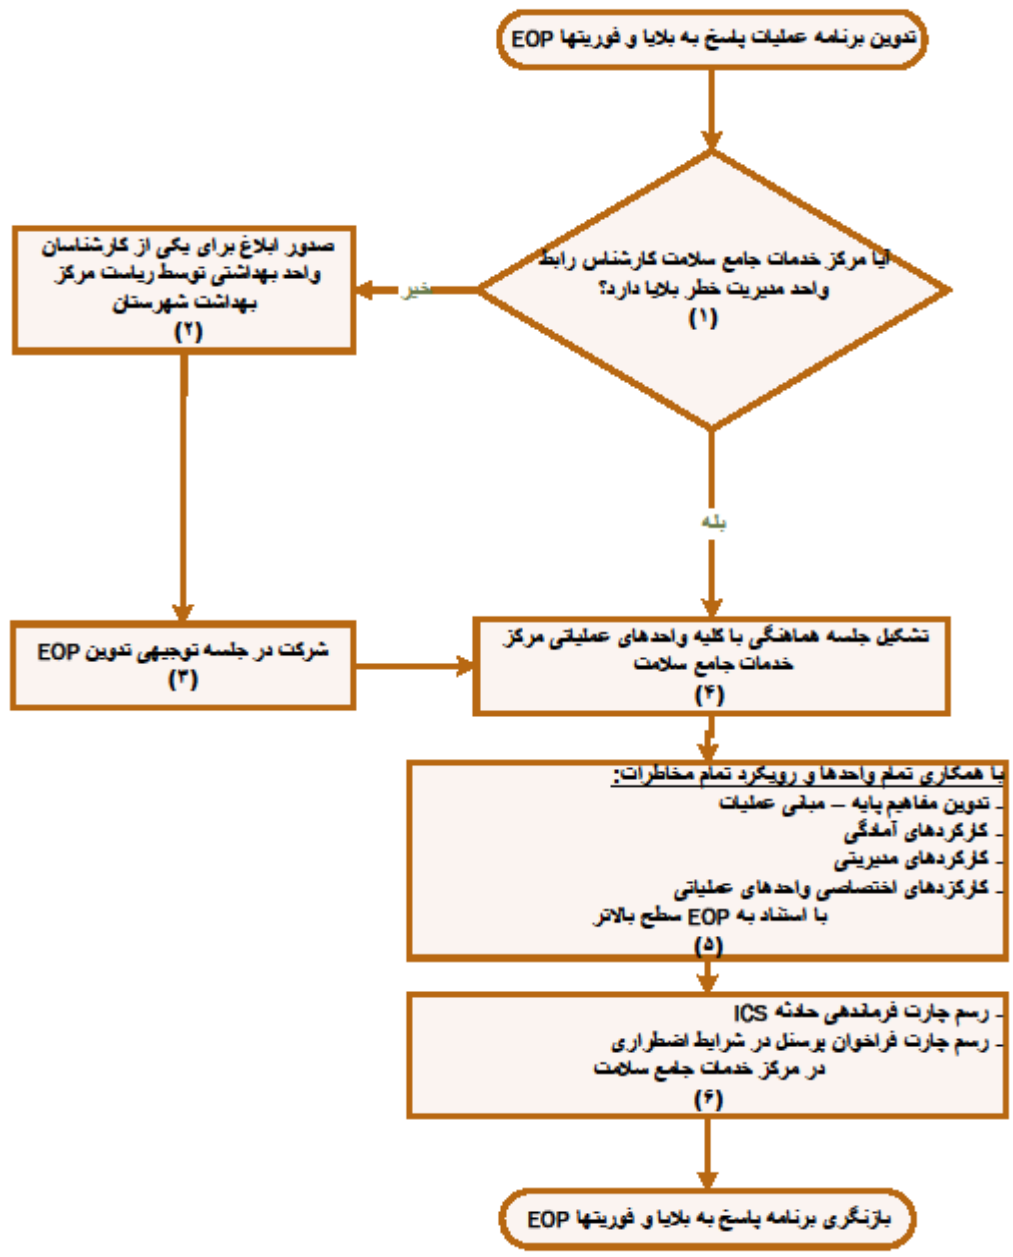 تدوین برنامه عملیات پاسخ به بلایا و فوریتها EOP
آیا مرکز خدمات جامع سلامت کارشناس رابط
واحد مدیریت خطر بلایا دارد؟
(۱)
خیر
صدور ابلاغ برای یکی از کارشناسان
واحد بهداشتی توسط ریاست مرکز
بهداشت شهرستان
(۲)
بله
شرکت در جلسه توجیهی تدوین EOP
(۳)
تشکیل جلسه هماهنگی با کلیه واحدهای عملیاتی مرکز
خدمات جامع سلامت
(۴)
با همکاری تمام واحدها و رویکرد تمام مخاطرات:
- تدوین مفاهیم پایه – مبانی عملیات
- کارکردهای آمادگی
- کارکردهای مدیریتی
- کارگزدهای اختصاصی واحدهای عملیاتی
با استناد به EOP سطح بالاتر
(۵)
- رسم چارت فرماندهی حادثه ICS
- رسم چارت فراخوان پرسنل در شرایط اضطراری
در مرکز خدمات جامع سلامت
(۶)
بازنگری برنامه پاسخ به بلایا و فوریتها EOP